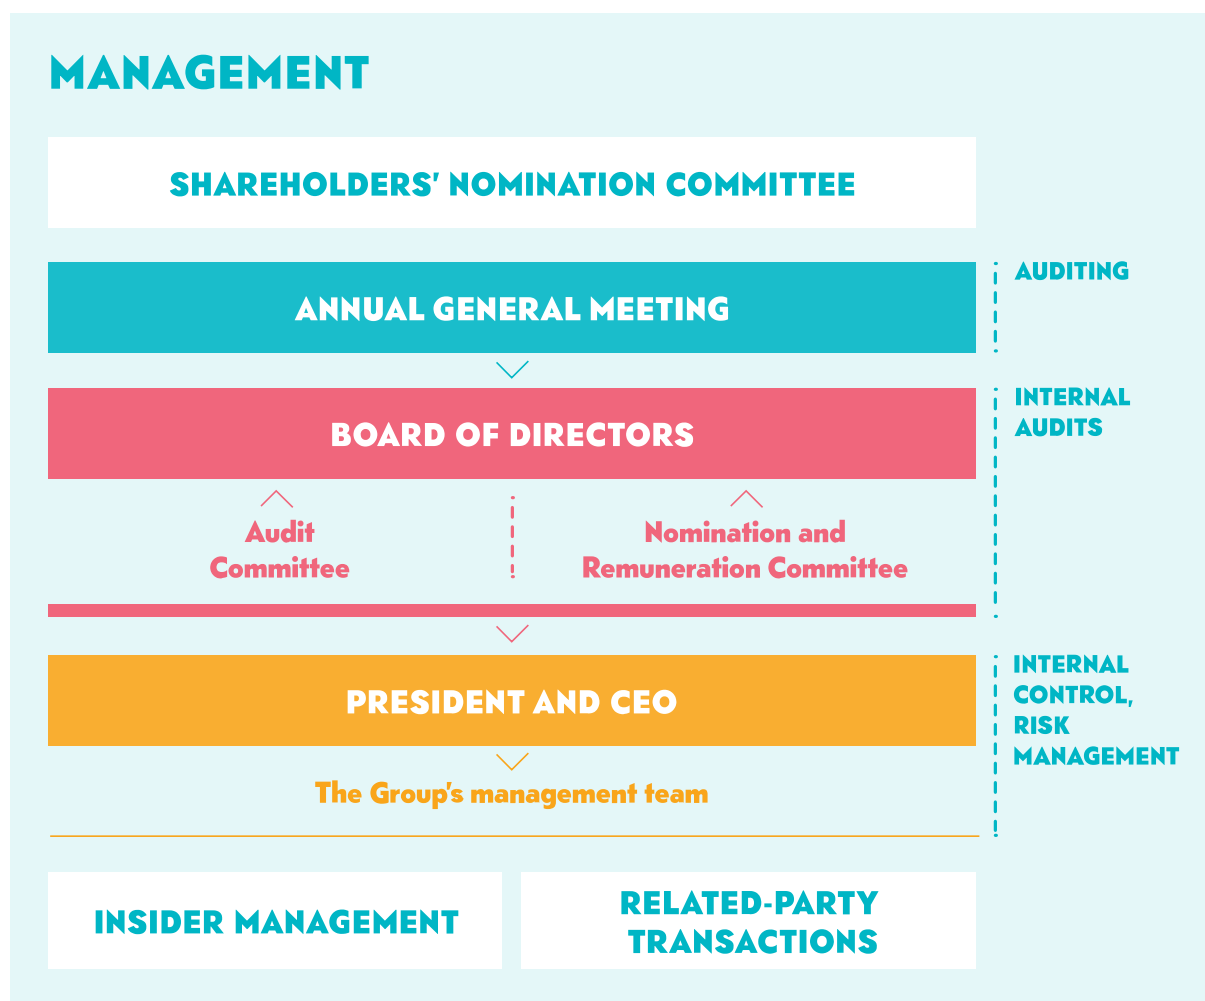 MANAGEMENT
SHAREHOLDERS' NOMINATION COMMITTEE
ANNUAL GENERAL MEETING
AUDITING
BOARD OF DIRECTORS
INTERNAL
AUDITS
Audit
Committee
Nomination and
Remuneration Committee
PRESIDENT AND CEO
INTERNAL
CONTROL,
RISK
MANAGEMENT
The Group's management team
INSIDER MANAGEMENT
RELATED-PARTY
TRANSACTIONS